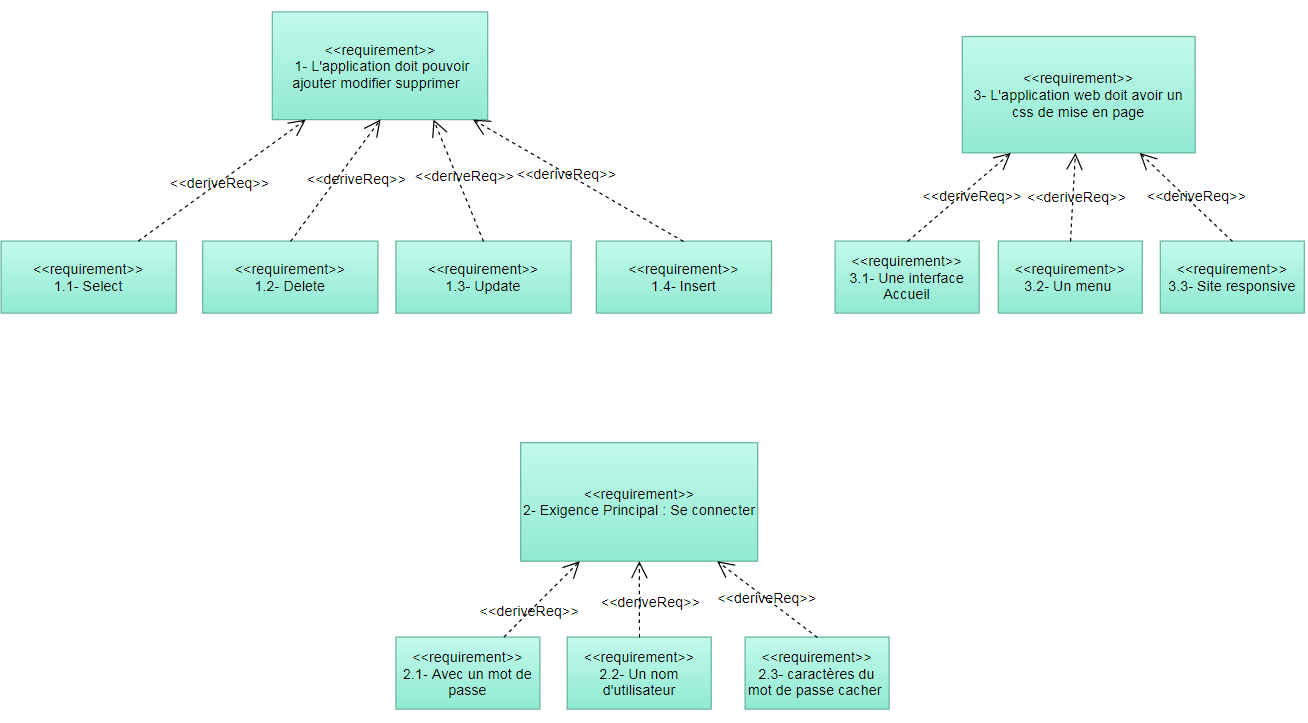 <<requirement>>
1- L'application doit pouvoir
ajouter modifier supprimer
<<deriveReq>>
<<deriveReq>>
<<deriveReq>>
<<deriveReq>>
<<requirement>>
1.1- Select
<<requirement>>
1.2- Delete
<<requirement>>
1.3- Update
<<requirement>>
1.4- Insert
<<requirement>>
3- L'application web doit avoir un
css de mise en page
<<deriveReq>>
<<deriveReq>>
<<deriveReq>>
<<requirement>>
3.1- Une interface
Accueil
<<requirement>>
3.2- Un menu
<<requirement>>
3.3- Site responsive
<<requirement>>
2- Exigence Principal : Se connecter
<<deriveReq>>
<<deriveReq>>
<<deriveReq>>
<<requirement>>
2.1- Avec un mot de
passe
<<requirement>>
2.2- Un nom
d'utilisateur
<<requirement>>
2.3- caractères du
mot de passe cacher